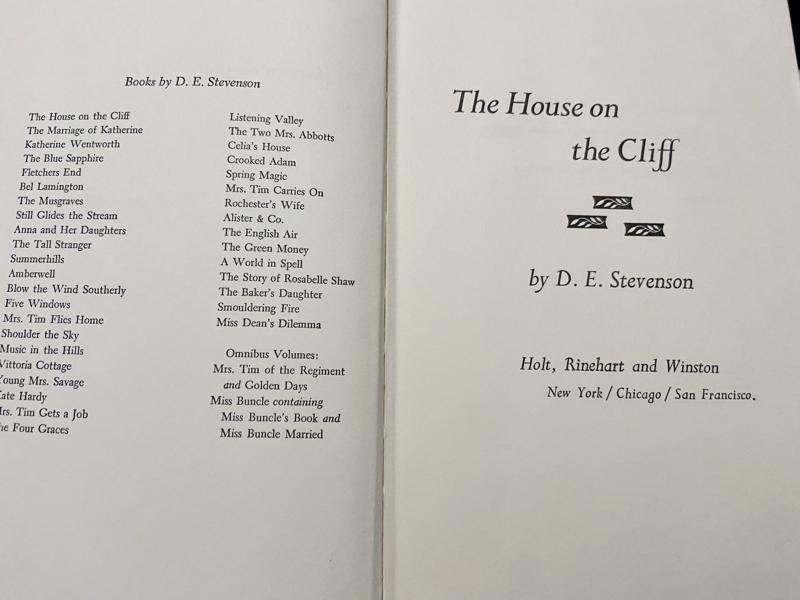 Books by D. E. Stevenson
The House on the Cliff
The Marriage of Katherine
Katherine Wentworth
The Blue Sapphire
Fletchers End
Bel Lamington
The Musgraves
Still Glides the Stream
Anna and Her Daughters
The Tall Stranger
Summerhills
Amberwell
Blow the Wind Southerly
Five Windows
Mrs. Tim Flies Home
Shoulder the Sky
Music in the Hills
Vittoria Cottage
Young Mrs. Savage
Kate Hardy
Mrs. Tim Gets a Job
The Four Graces
Listening Valley
The Two Mrs. Abbotts
Celia's House
Crooked Adam
Spring Magic
Mrs. Tim Carries On
Rochester's Wife
Alister & Co.
The English Air
The Green Money
A World in Spell
The Story of Rosabelle Shaw
The Baker's Daughter
Smouldering Fire
Miss Dean's Dilemma
Omnibus Volumes:
Mrs. Tim of the Regiment
and Golden Days
Miss Buncle containing
Miss Buncle's Book and
Miss Buncle Married
The House on
the Cliff
by D. E. Stevenson
Holt, Rinehart and Winston
New York / Chicago / San Francisco.